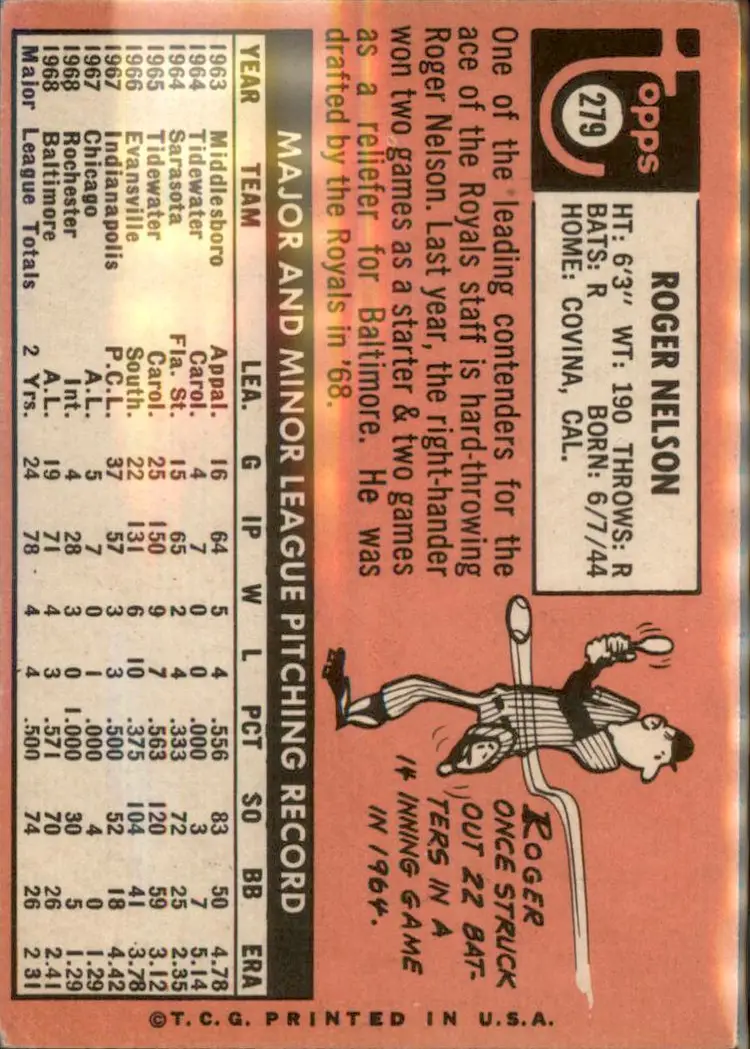 Topps
279
ROGER NELSON
HT: 6'3" WT: 190 THROWS: R
BATS: R BORN: 6/7/44
HOME: COVINA, CAL.
One of the leading contenders for the
ace of the Royals staff is hard-throwing
Roger Nelson. Last year, the right-hander
won two games as a starter & two games
as a reliefer for Baltimore. He was
drafted by the Royals in '68.
ROGER
ONCE STRUCK
OUT 22 BAT-
TERS IN A
14 INNING GAME
IN 1964.
MAJOR AND MINOR LEAGUE PITCHING RECORD
YEAR TEAM LEA. G IP W L PCT SO BB ERA
1963 Middlesboro Appal. 16 64 5 4 .556 83 50 4.78
1964 Tidewater Carol. 4 7 0 0 .000 3 7 5.14
1964 Sarasota Fla. St. 15 65 2 4 .333 72 25 2.35
1965 Tidewater Carol. 25 150 9 7 .563 120 59 3.12
1966 Evansville South. 22 131 6 10 .375 104 41 3.78
1967 Indianapolis P.C.L. 37 57 3 3 .500 52 18 4.42
1967 Chicago A.L. 5 7 0 1 .000 4 0 1.29
1968 Rochester Int. 4 28 3 0 1.000 30 5 1.29
1968 Baltimore A.L. 19 71 4 3 .571 70 26 2.41
Major League Totals 2 Yrs. 24 78 4 4 .500 74 26 2.31
©T.C.G. PRINTED IN U.S.A.